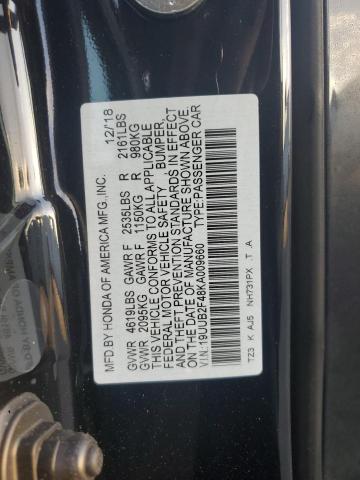 MFD BY HONDA OF AMERICA MFG., INC. 12/18
GVWR 4619LBS GAWR F 2535LBS R 2161LBS
GVWR 2095KG GAWR F 1150KG R 980KG
THIS VEHICLE CONFORMS TO ALL APPLICABLE
FEDERAL MOTOR VEHICLE SAFETY, BUMPER,
AND THEFT PREVENTION STANDARDS IN EFFECT
ON THE DATE OF MANUFACTURE SHOWN ABOVE.
V.I.N.: 19UUB2F48KA009660 TYPE:PASSENGER CAR
TZ3 K AJ5 NH731PX .T .A